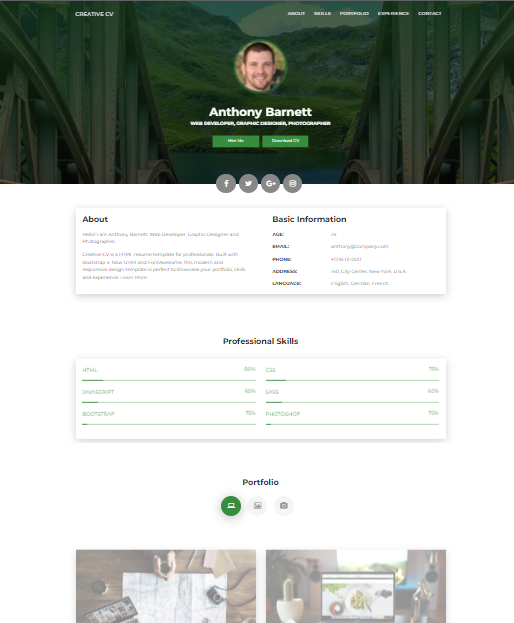 CREATIVE CV
ABOUT SKILLS PORTFOLIO EXPERIENCE CONTACT
Anthony Barnett
WEB DEVELOPER, GRAPHIC DESIGNER, PHOTOGRAPHER
Hire Me Download CV
About
Hello! I am Anthony Barnett. Web Developer, Graphic Designer and
Photographer.
Creative CV is a HTML resume template for professionals. Built with
Bootstrap 4, Now UI Kit and FontAwesome, this modern and
responsive design template is perfect to showcase your portfolio, skills
and experience. Learn More
Basic Information
AGE: 24
EMAIL: anthony@company.com
PHONE:
ADDRESS: 140, City Center, New York, U.S.A
LANGUAGE: English, German, French
Professional Skills
HTML 80%
CSS 75%
JAVASCRIPT 60%
SASS 60%
BOOTSTRAP 75%
PHOTOSHOP 70%
Portfolio